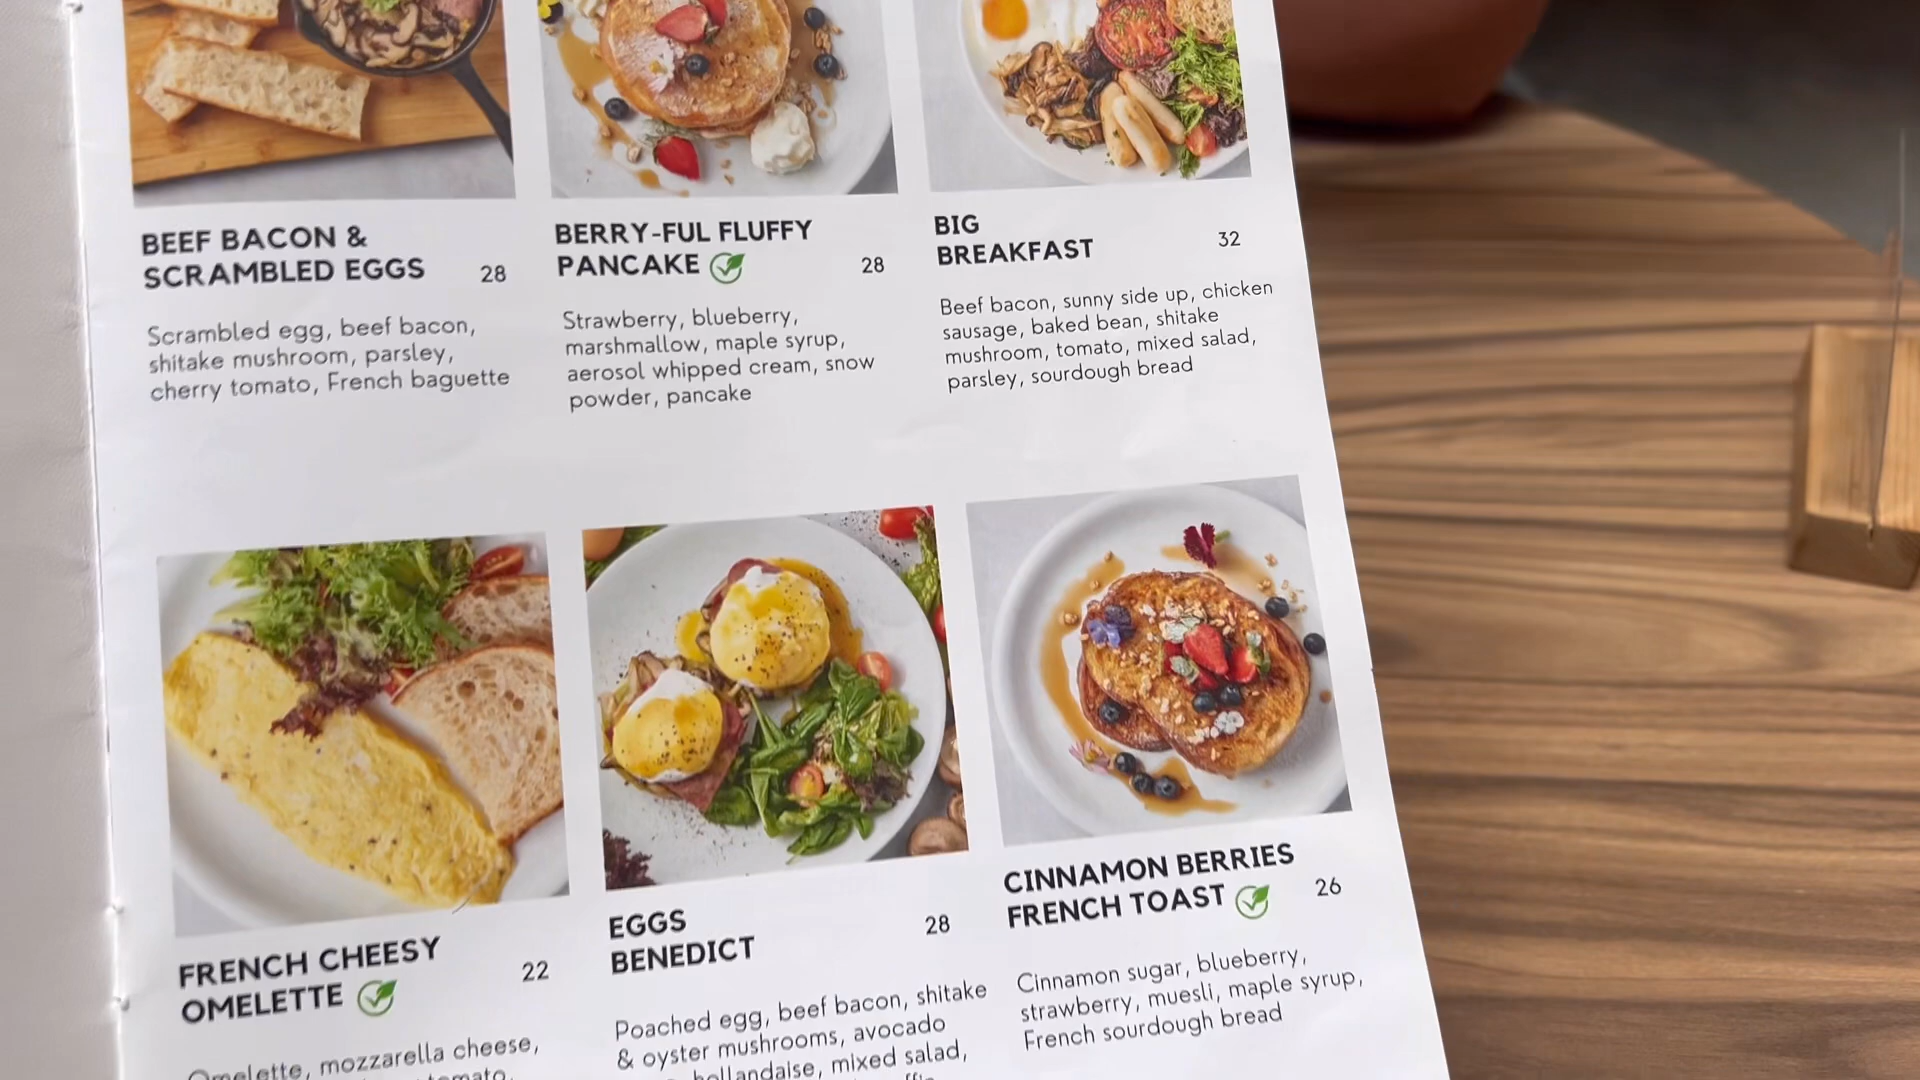 BEEF BACON &
SCRAMBLED EGGS 28
Scrambled egg, beef bacon,
shitake mushroom, parsley,
cherry tomato, French baguette
BERRY-FUL FLUFFY
PANCAKE 28
Strawberry, blueberry,
marshmallow, maple syrup,
aerosol whipped cream, snow
powder, pancake
BIG
BREAKFAST 32
Beef bacon, sunny side up, chicken
sausage, baked bean, shitake
mushroom, tomato, mixed salad,
parsley, sourdough bread
FRENCH CHEESY
OMELETTE 22
Omelette, mozzarella cheese,
EGGS
BENEDICT 28
Poached egg, beef bacon, shitake
& oyster mushrooms, avocado
hollandaise, mixed salad,
CINNAMON BERRIES
FRENCH TOAST 26
Cinnamon sugar, blueberry,
strawberry, muesli, maple syrup,
French sourdough bread